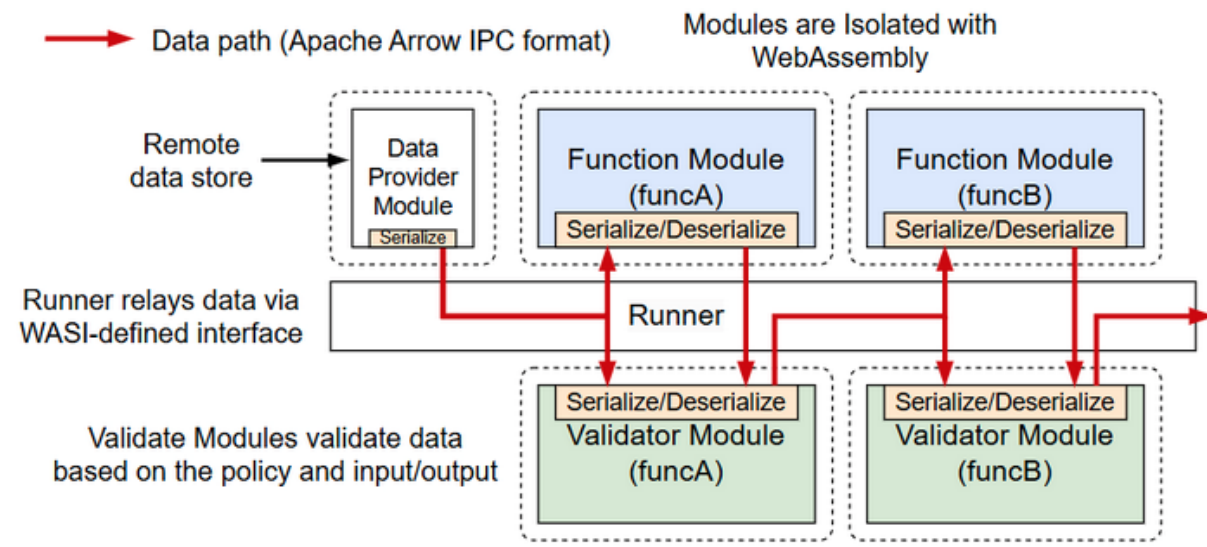 Data path (Apache Arrow IPC format)
Modules are Isolated with
WebAssembly
Remote
data store
Data
Provider
Module
Serialize
Function Module
(funcA)
Serialize/Deserialize
Function Module
(funcB)
Serialize/Deserialize
Runner relays data via
WASI-defined interface
Runner
Validate Modules validate data
based on the policy and input/output
Serialize/Deserialize
Validator Module
(funcA)
Serialize/Deserialize
Validator Module
(funcB)